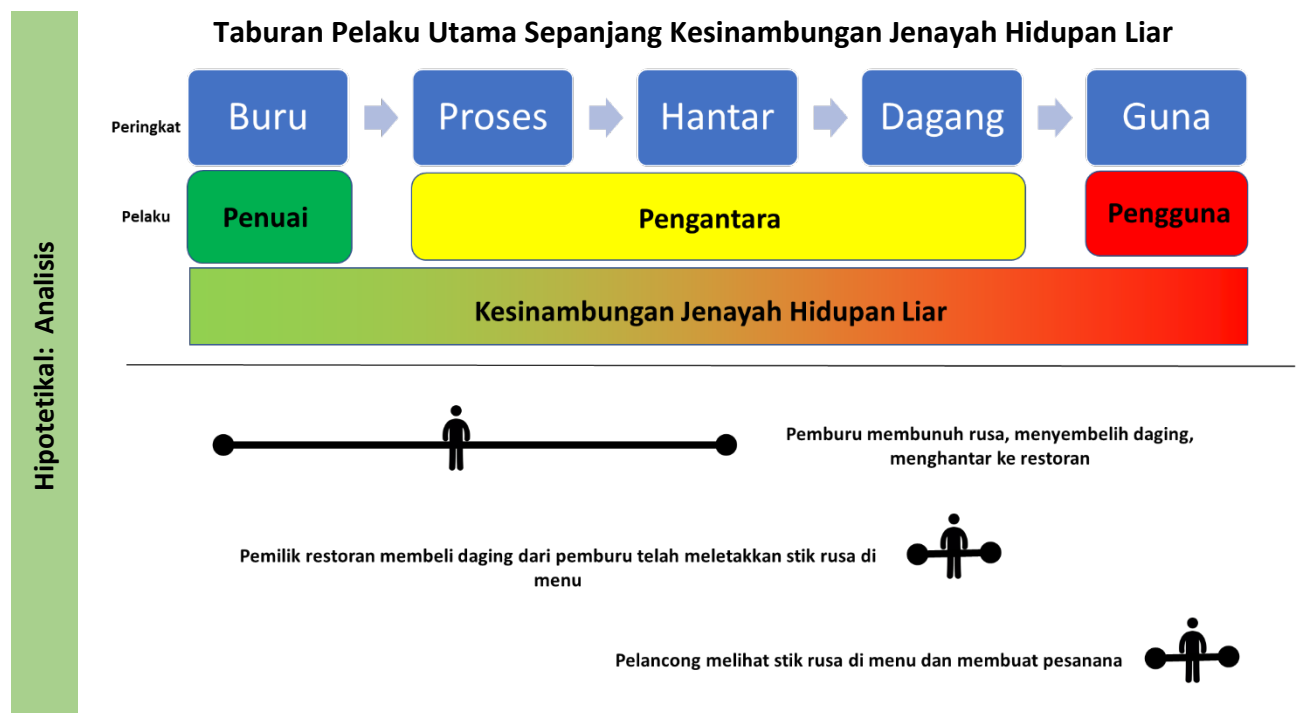 Taburan Pelaku Utama Sepanjang Kesinambungan Jenayah Hidupan Liar
Peringkat
Buru
Proses
Hantar
Dagang
Guna
Pelaku
Penuai
Pengantara
Pengguna
Kesinambungan Jenayah Hidupan Liar
Hipotetikal: Analisis
Pemburu membunuh rusa, menyembelih daging,
menghantar ke restoran
Pemilik restoran membeli daging dari pemburu telah meletakkan stik rusa di
menu
Pelancong melihat stik rusa di menu dan membuat pesanana